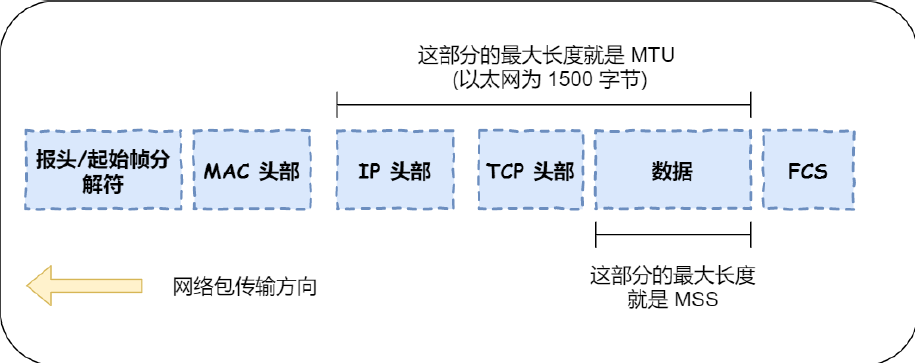 这部分的最大长度就是 MTU
(以太网为 1500 字节)
报头/起始帧分
解符
MAC 头部
IP 头部
TCP 头部
数据
FCS
网络包传输方向
这部分的最大长度
就是 MSS